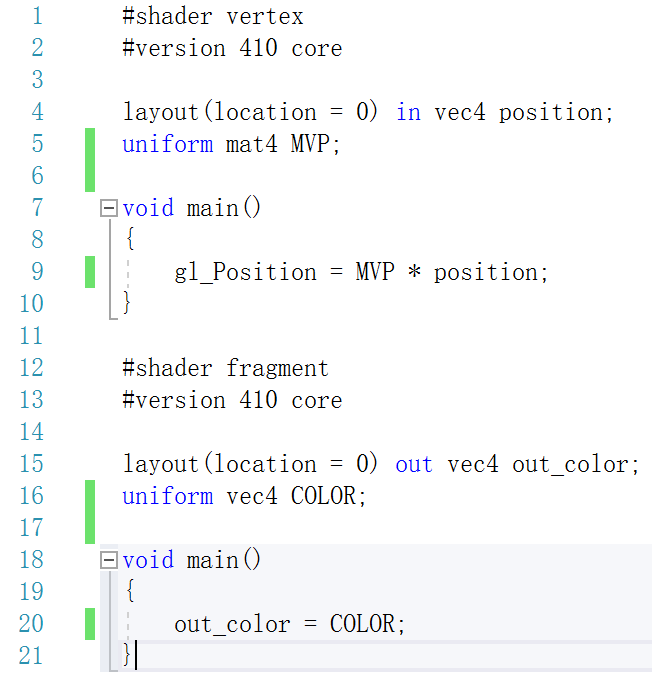 1 #shader vertex
2 #version 410 core
3
4 layout(location = 0) in vec4 position;
5 uniform mat4 MVP;
6
7 void main()
8 {
9     gl_Position = MVP * position;
10 }
11
12 #shader fragment
13 #version 410 core
14
15 layout(location = 0) out vec4 out_color;
16 uniform vec4 COLOR;
17
18 void main()
19 {
20     out_color = COLOR;
21 }